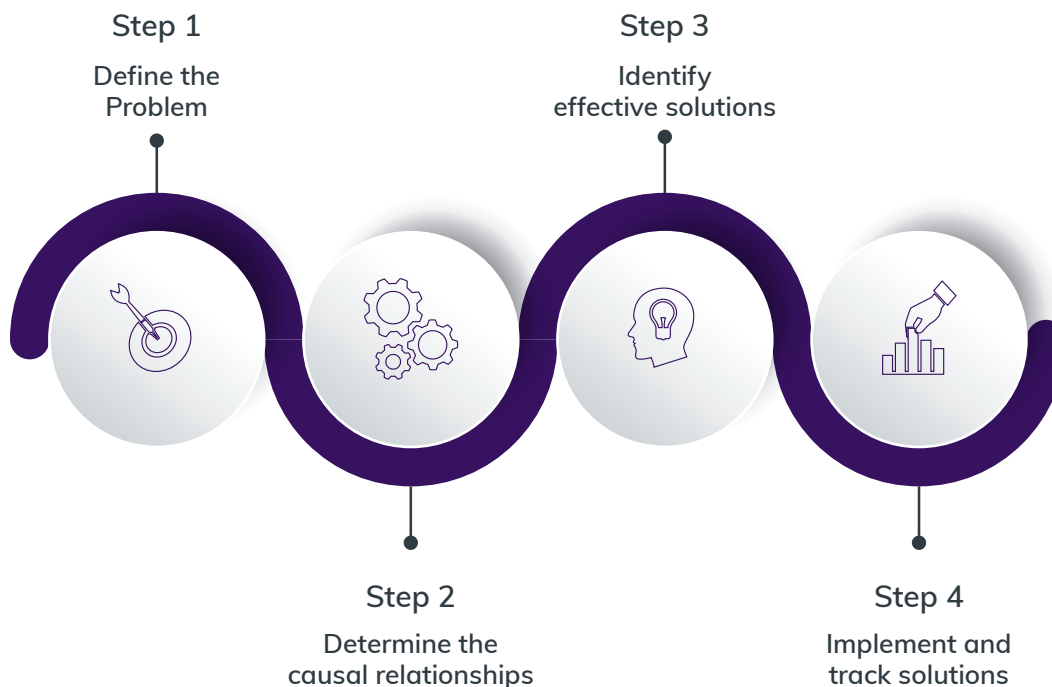 Step 1
Define the
Problem
Step 2
Determine the
causal relationships
Step 3
Identify
effective solutions
Step 4
Implement and
track solutions